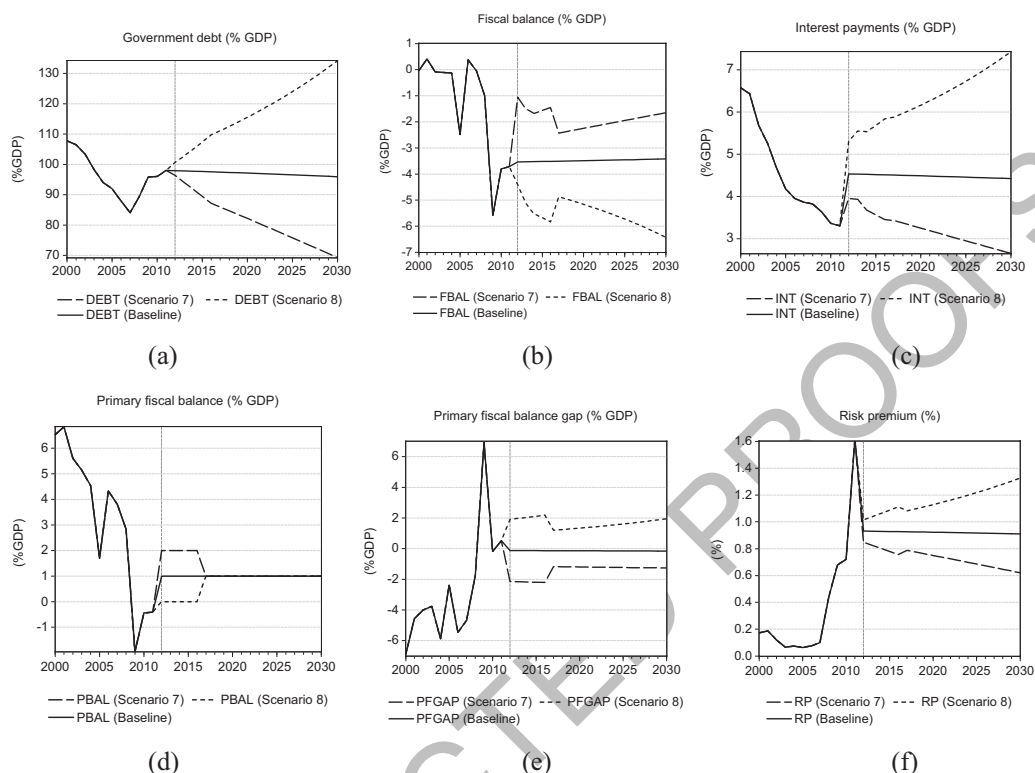 Government debt (% GDP)
130
120
110
100
90
80
70
(%GDP)
2000 2005 2010 2015 2020 2025 2030
DEBT (Scenario 7) DEBT (Scenario 8)
DEBT (Baseline)
(a)
Fiscal balance (% GDP)
1
0
-1
-2
-3
-4
-5
-6
-7
(%GDP)
2000 2005 2010 2015 2020 2025 2030
FBAL (Scenario 7) FBAL (Scenario 8)
FBAL (Baseline)
(b)
Interest payments (% GDP)
7
6
5
4
3
(%GDP)
2000 2005 2010 2015 2020 2025 2030
INT (Scenario 7) INT (Scenario 8)
INT (Baseline)
(c)
Primary fiscal balance (% GDP)
6
5
4
3
2
1
0
-1
(%GDP)
2000 2005 2010 2015 2020 2025 2030
PBAL (Scenario 7) PBAL (Scenario 8)
PBAL (Baseline)
(d)
Primary fiscal balance gap (% GDP)
6
4
2
0
-2
-4
-6
(%GDP)
2000 2005 2010 2015 2020 2025 2030
PFGAP (Scenario 7) PFGAP (Scenario 8)
PFGAP (Baseline)
(e)
Risk premium (%)
1.6
1.4
1.2
1.0
0.8
0.6
0.4
0.2
0.0
(%)
2000 2005 2010 2015 2020 2025 2030
RP (Scenario 7) RP (Scenario 8)
RP (Baseline)
(f)
CTED PROOFS